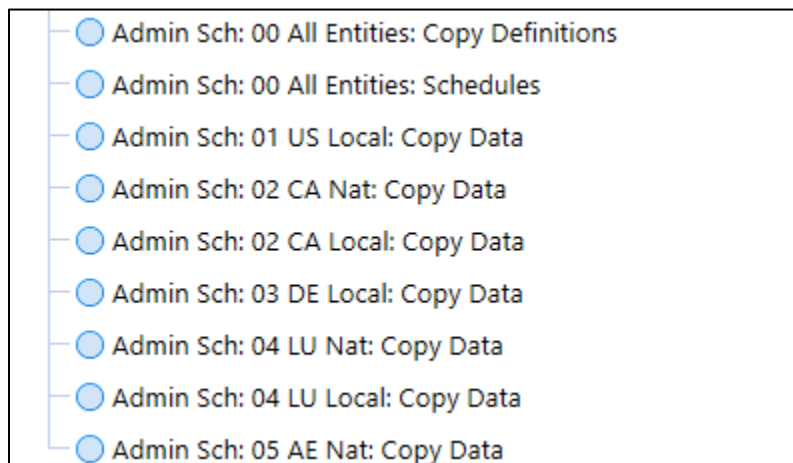 Admin Sch: 00 All Entities: Copy Definitions
Admin Sch: 00 All Entities: Schedules
Admin Sch: 01 US Local: Copy Data
Admin Sch: 02 CA Nat: Copy Data
Admin Sch: 02 CA Local: Copy Data
Admin Sch: 03 DE Local: Copy Data
Admin Sch: 04 LU Nat: Copy Data
Admin Sch: 04 LU Local: Copy Data
Admin Sch: 05 AE Nat: Copy Data